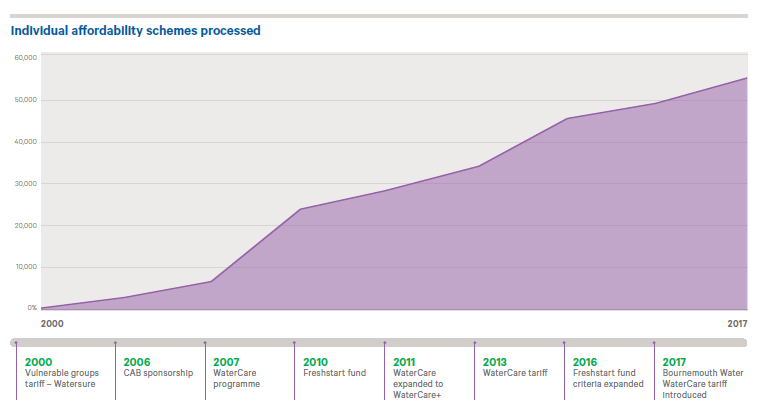 Individual affordability schemes processed
60,000
50,000
40,000
30,000
20,000
10,000
0%
2000
2017
2000
Vulnerable groups
tariff – Watersure
2006
CAB sponsorship
2007
WaterCare
programme
2010
Freshstart fund
2011
WaterCare
expanded to
WaterCare+
2013
WaterCare tariff
2016
Freshstart fund
criteria expanded
2017
Bournemouth Water
WaterCare tariff
introduced